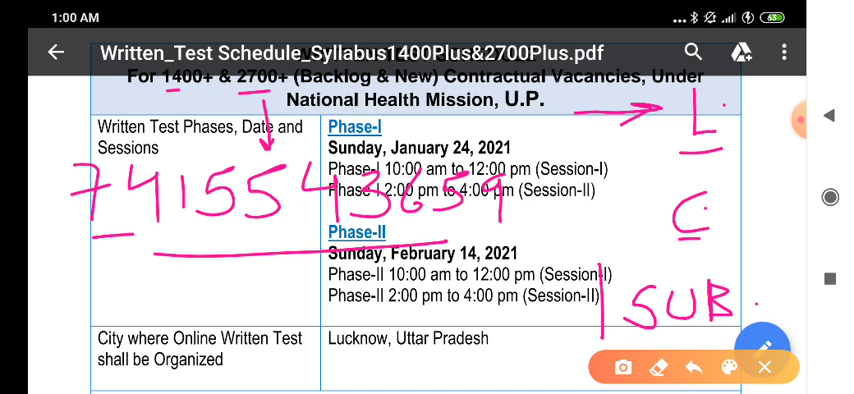 1:00 AM
63
Written_Test Schedule_Syllabus1400Plus&2700Plus.pdf
For 1400+ & 2700+ (Backlog & New) Contractual Vacancies, Under
National Health Mission, U.P.
Written Test Phases, Date and
Sessions
Phase-I
Sunday, January 24, 2021
Phase-I 10:00 am to 12:00 pm (Session-I)
Phase-I 2:00 pm to 4:00 pm (Session-II)
7415543659
Phase-II
Sunday, February 14, 2021
Phase-II 10:00 am to 12:00 pm (Session-I)
Phase-II 2:00 pm to 4:00 pm (Session-II)
L
C
SUB
City where Online Written Test
shall be Organized
Lucknow, Uttar Pradesh